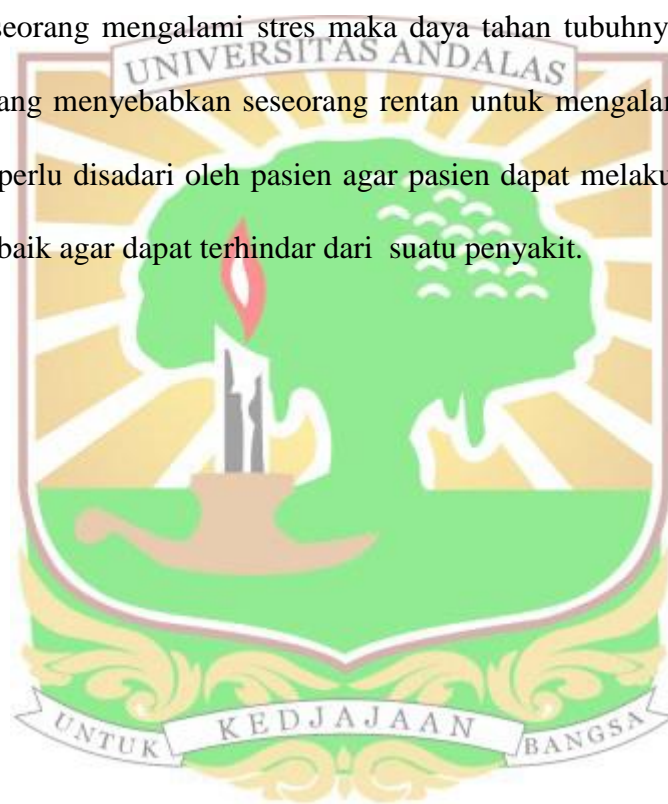 seorang mengalami stres maka daya tahan tubuhny
UNIVERSITAS ANDALAS
ang menyebabkan seseorang rentan untuk mengalam
perlu disadari oleh pasien agar pasien dapat melaku
baik agar dapat terhindar dari suatu penyakit.
UNTUK KEDJAJAAN BANGSA